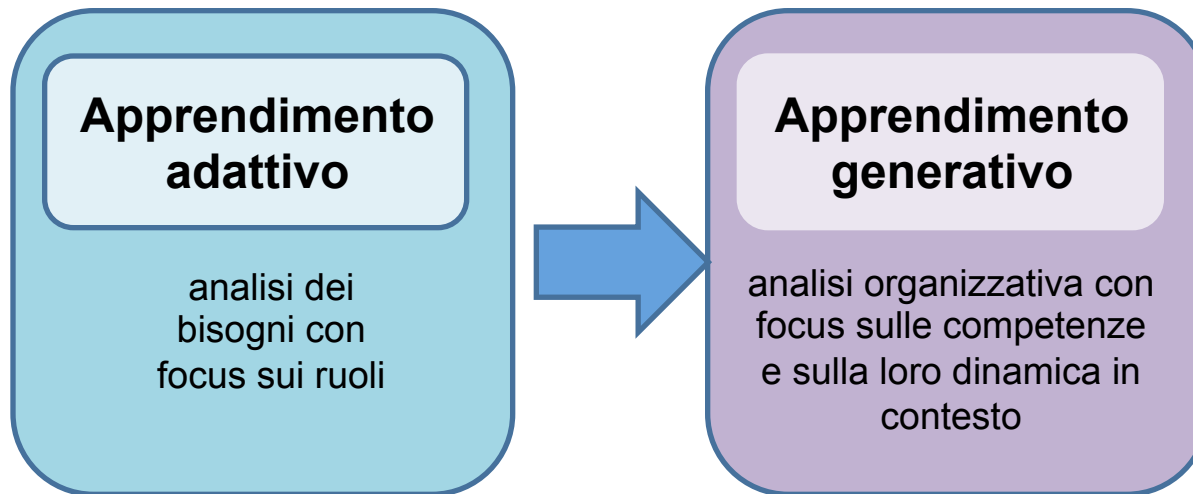 Apprendimento
adattivo
analisi dei
bisogni con
focus sui ruoli
Apprendimento
generativo
analisi organizzativa con
focus sulle competenze
e sulla loro dinamica in
contesto